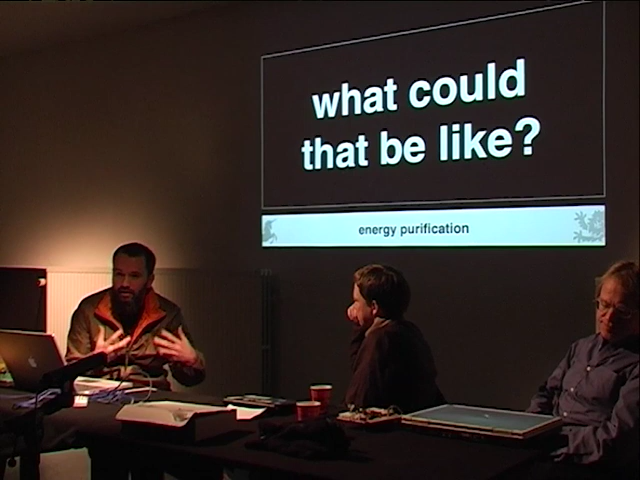 what could
that be like?
energy purification